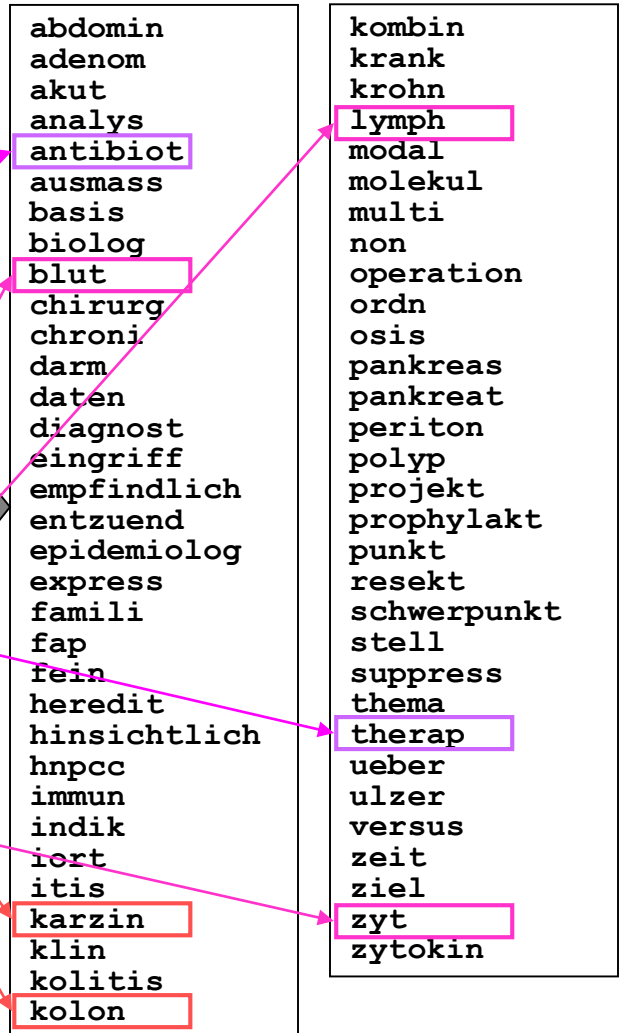 abdomin
adenom
akut
analys
antibiot
ausmass
basis
biolog
blut
chirurg
chroni
darm
daten
diagnost
eingriff
empfindlich
entzuend
epidemiolog
express
famili
fap
fein
heredit
hinsichtlich
hnpcc
immun
indik
iort
itis
karzin
klin
kolitis
kolon
kombin
krank
krohn
lymph
modal
molekul
multi
non
operation
ordn
osis
pankreas
pankreat
periton
polyp
projekt
prophylakt
punkt
resekt
schwerpunkt
stell
suppress
thema
therap
ueber
ulzer
versus
zeit
ziel
zyt
zytokin